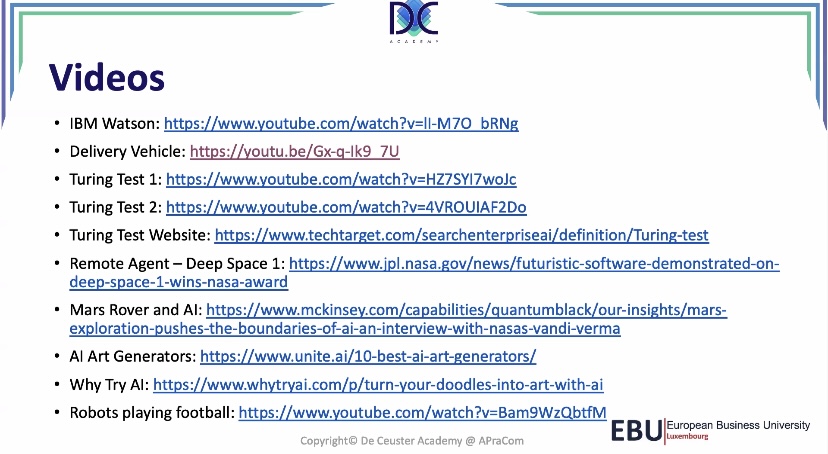 DC
ACADEMY
Videos
• IBM Watson: https://www.youtube.com/watch?v=lI-M7O_bRNg
• Delivery Vehicle: https://youtu.be/Gx-q-Ik9_7U
• Turing Test 1: https://www.youtube.com/watch?v=HZ7SYI7woJc
• Turing Test 2: https://www.youtube.com/watch?v=4VROUIAF2Do
• Turing Test Website: https://www.techtarget.com/searchenterpriseai/definition/Turing-test
• Remote Agent – Deep Space 1: https://www.jpl.nasa.gov/news/futuristic-software-demonstrated-on-
deep-space-1-wins-nasa-award
• Mars Rover and AI: https://www.mckinsey.com/capabilities/quantumblack/our-insights/mars-
exploration-pushes-the-boundaries-of-ai-an-interview-with-nasas-vandi-verma
• AI Art Generators: https://www.unite.ai/10-best-ai-art-generators/
• Why Try AI: https://www.whytryai.com/p/turn-your-doodles-into-art-with-ai
• Robots playing football: https://www.youtube.com/watch?v=Bam9WzQbtfM
EBU European Business University
Luxembourg
Copyright© De Ceuster Academy @ APraCom